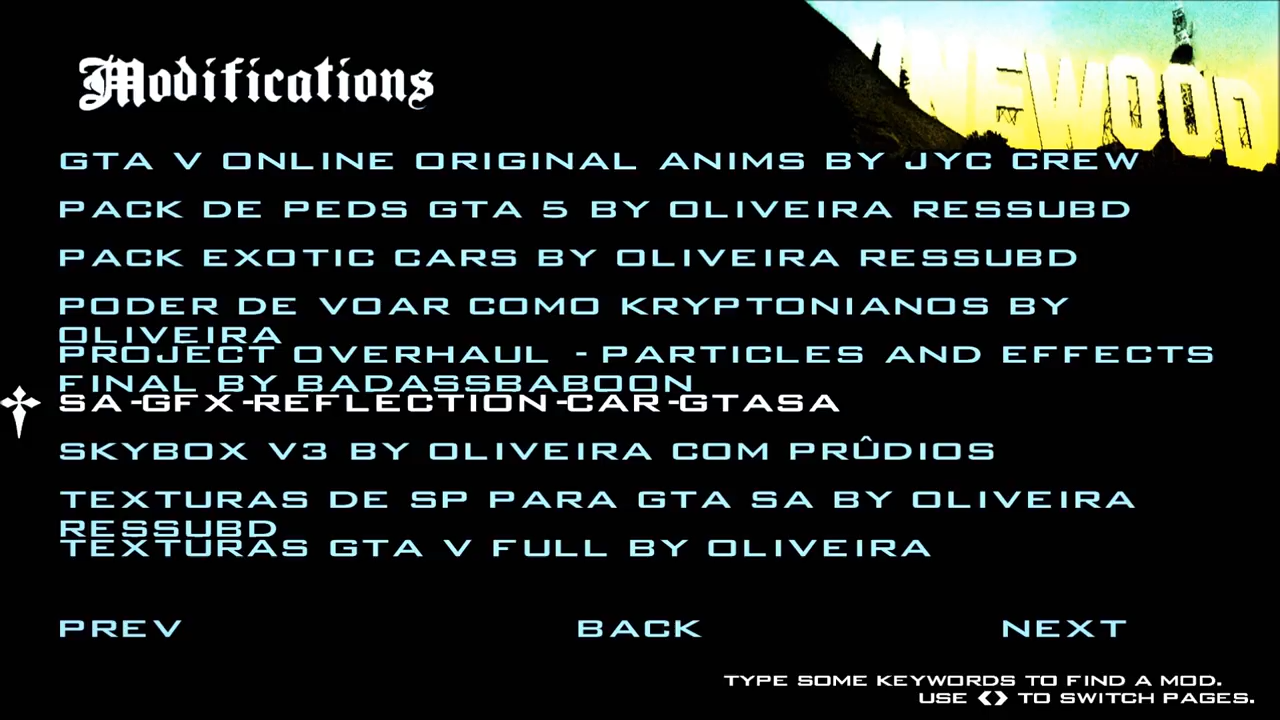 Modifications
INEWOOD
GTA V ONLINE ORIGINAL ANIMS BY JYC CREW
PACK DE PEDS GTA 5 BY OLIVEIRA RESSUBD
PACK EXOTIC CARS BY OLIVEIRA RESSUBD
PODER DE VOAR COMO KRYPTONIANOS BY
OLIVEIRA
PROJECT OVERHAUL - PARTICLES AND EFFECTS
FINAL BY BADASSBABOON
SA-GFX-REFLECTION-CAR-GTASA
SKYBOX V3 BY OLIVEIRA COM PRÛDIOS
TEXTURAS DE SP PARA GTA SA BY OLIVEIRA
RESSUBD
TEXTURAS GTA V FULL BY OLIVEIRA
PREV BACK NEXT
TYPE SOME KEYWORDS TO FIND A MOD.
USE <> TO SWITCH PAGES.